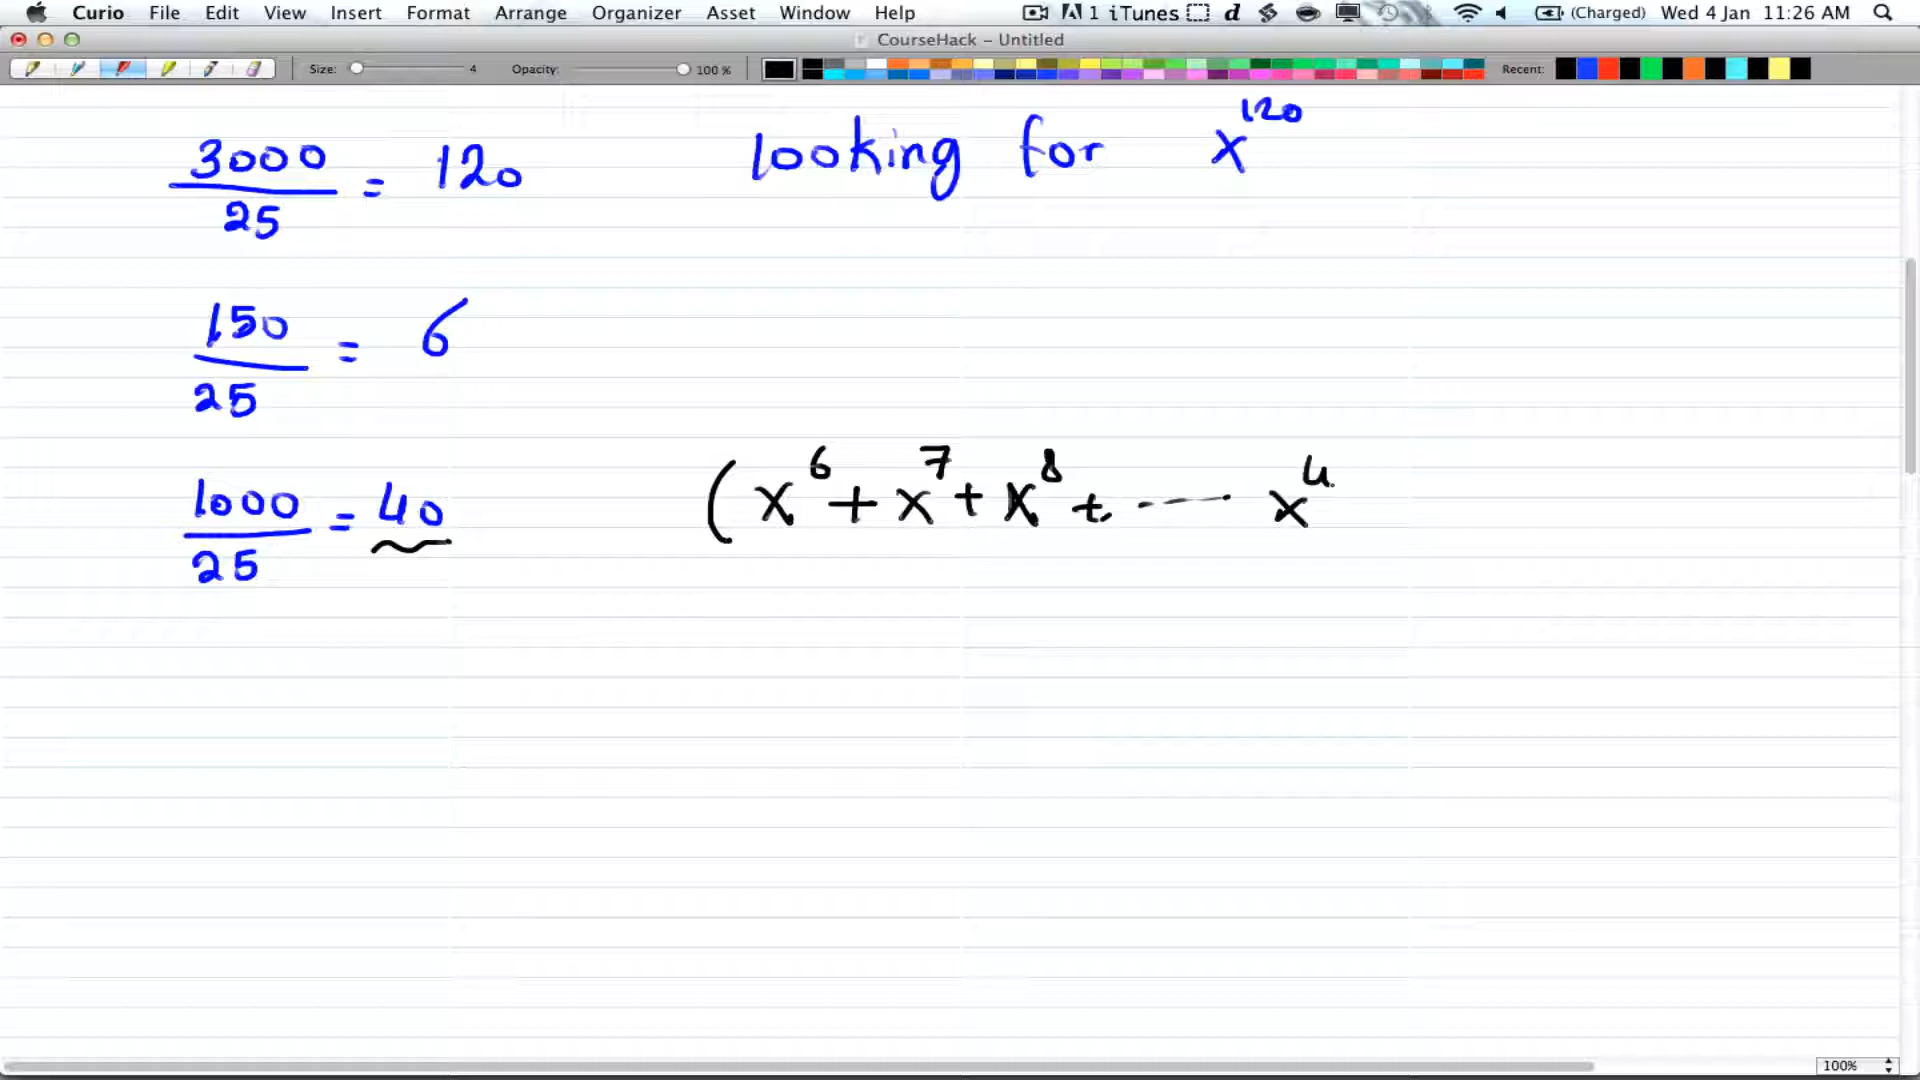 Curio File Edit View Insert Format Arrange Organizer Asset Window Help 1 iTunes d (Charged) Wed 4 Jan 11:26 AM
CourseHack – Untitled
Size: 4 Opacity: 100 % Recent:
3000/25 = 120 looking for x^120
150/25 = 6
1000/25 = 40 (x^6 + x^7 + x^8 + ---- x^4
100%